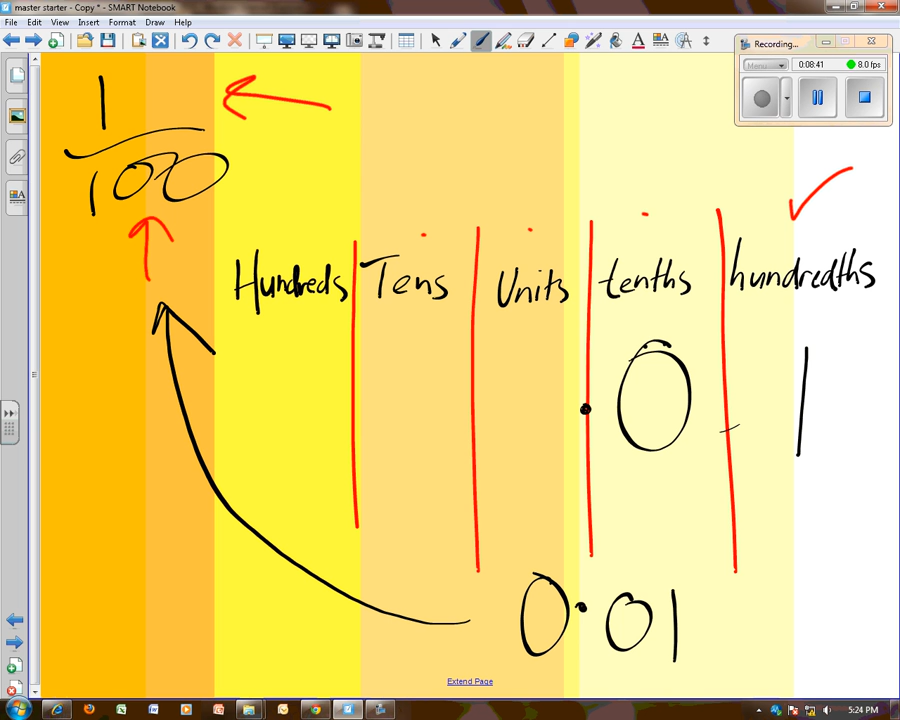 master starter - Copy * - SMART Notebook
File Edit View Insert Format Draw Help
Recording...
Menu
0:08:41
8.0 fps
1
100
Hundreds Tens Units tenths hundredths
. 0 1
0.01
Extend Page
5:24 PM